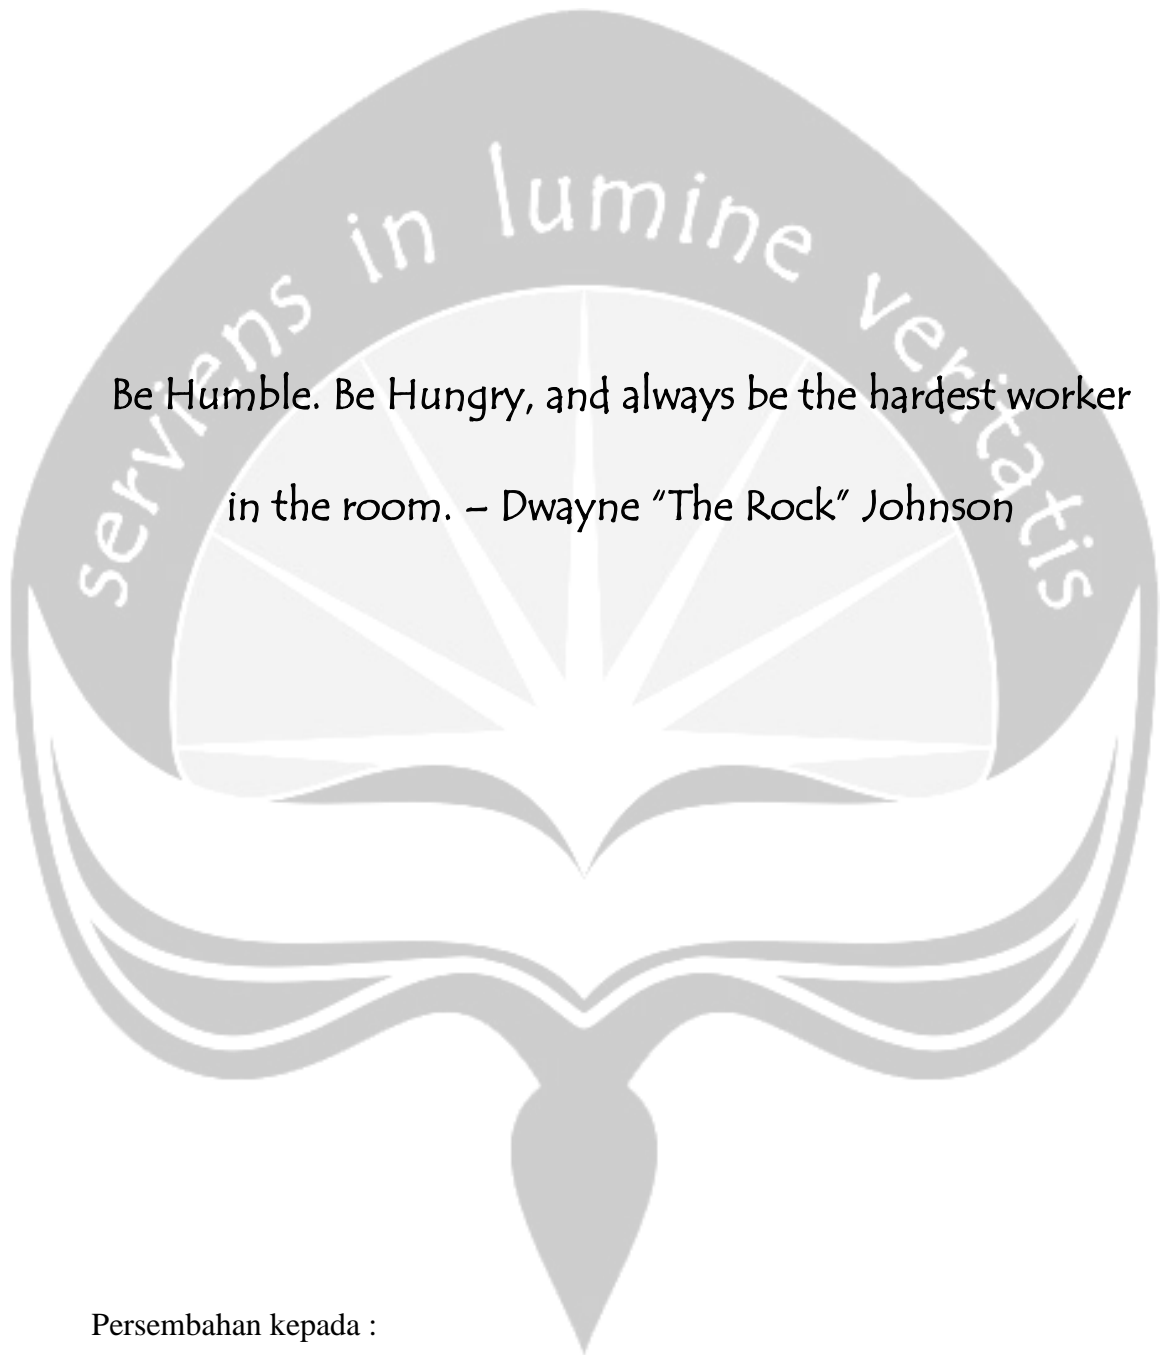 serviens in lumine veritatis
Be Humble. Be Hungry, and always be the hardest worker
in the room. – Dwayne “The Rock” Johnson
Persembahan kepada :